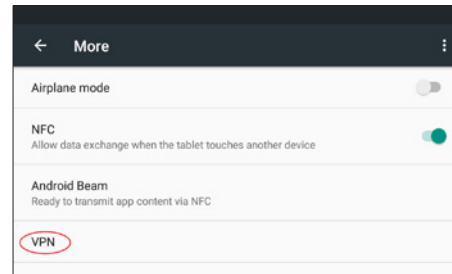 More
Airplane mode
NFC
Allow data exchange when the tablet touches another device
Android Beam
Ready to transmit app content via NFC
VPN